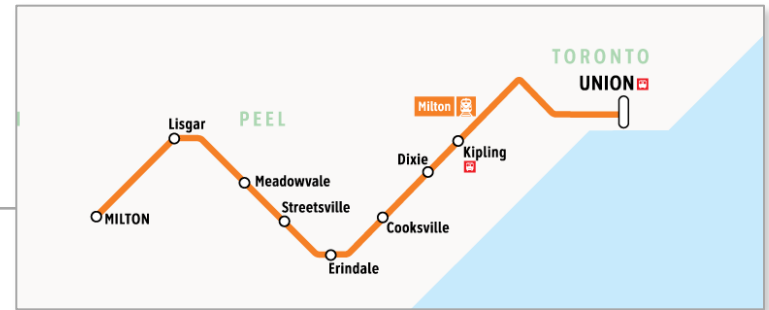 TORONTO
UNION
Milton
PEEL
Lisgar
Kipling
Dixie
Meadowvale
Streetsville
MILTON
Cooksville
Erindale